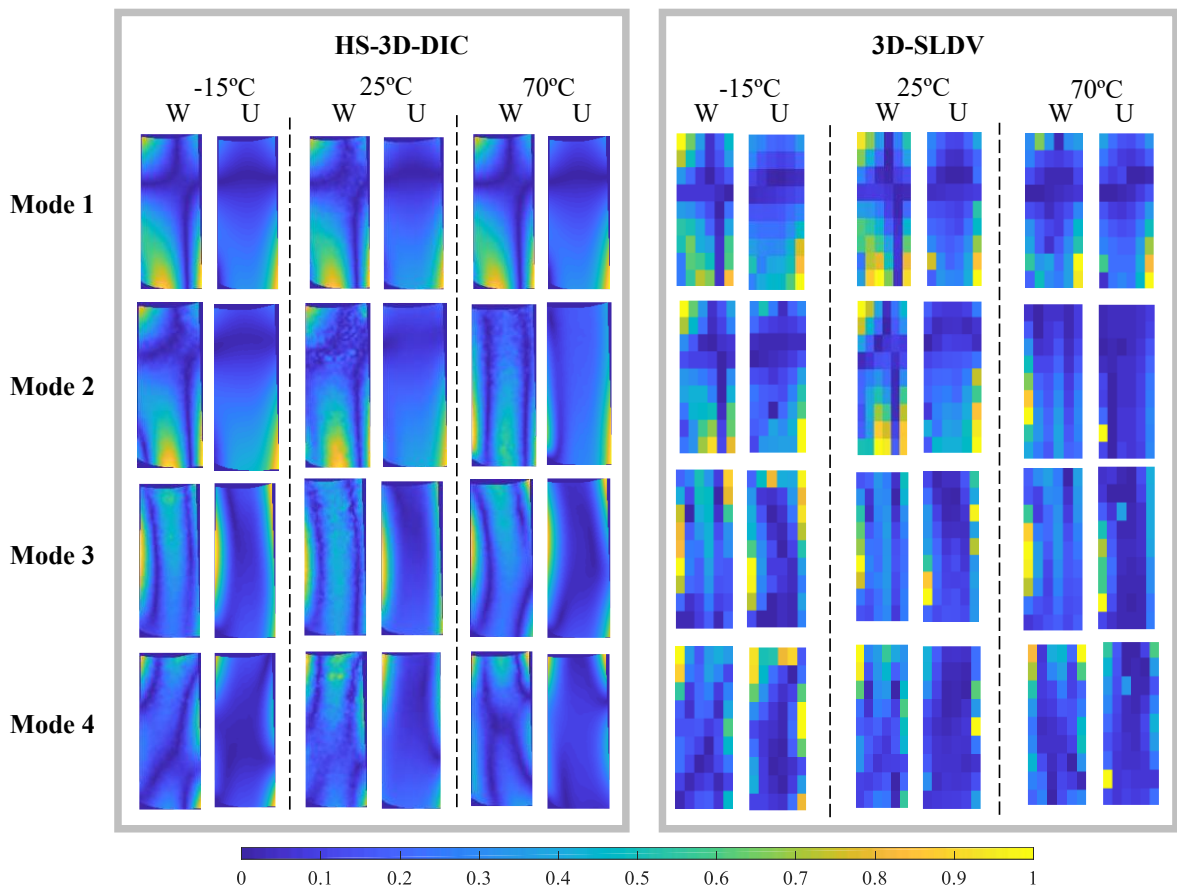 HS-3D-DIC 3D-SLDV
-15ºC 25ºC 70ºC -15ºC 25ºC 70ºC
W U W U W U W U W U W U
Mode 1
Mode 2
Mode 3
Mode 4
0 0.1 0.2 0.3 0.4 0.5 0.6 0.7 0.8 0.9 1